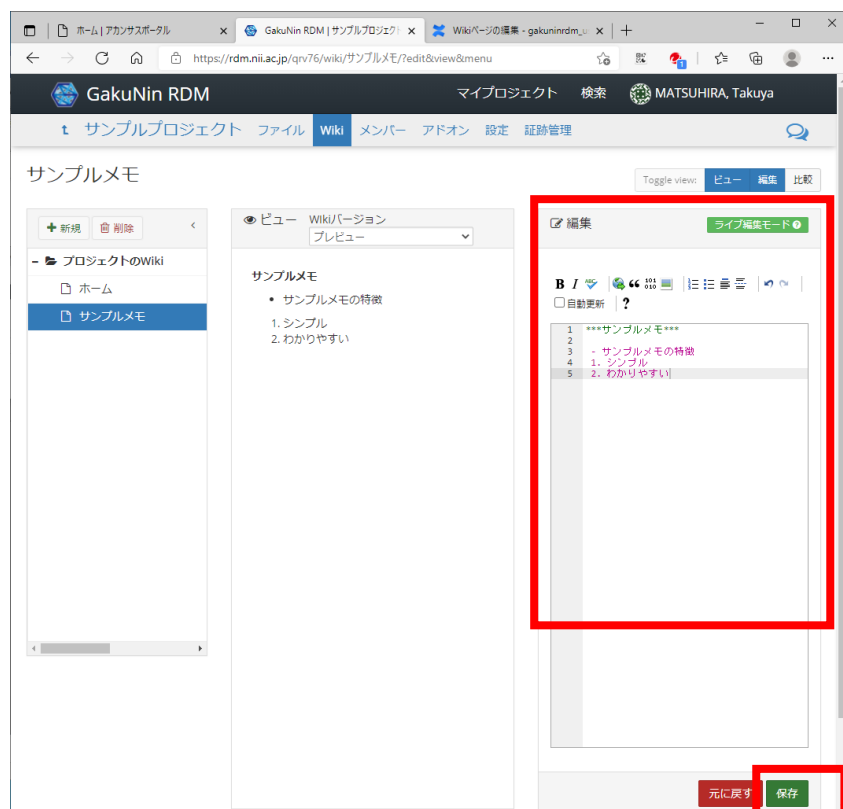 ホーム | アカンサスポータル
GakuNin RDM | サンプルプロジェクト
Wikiページの編集 - gakuninrdm_u
https://rdm.nii.ac.jp/qrv76/wiki/サンプルメモ/?edit&view&menu
GakuNin RDM
マイプロジェクト 検索 MATSUHIRA, Takuya
t サンプルプロジェクト ファイル Wiki メンバー アドオン 設定 証跡管理
サンプルメモ
Toggle view: ビュー 編集 比較
新規 削除
プロジェクトのWiki
ホーム
サンプルメモ
ビュー Wikiバージョン
プレビュー
サンプルメモ
• サンプルメモの特徴
1. シンプル
2. わかりやすい
編集 ライブ編集モード
B I ABC 101 010
自動更新 ?
1 ***サンプルメモ***
2
3 - サンプルメモの特徴
4 1. シンプル
5 2. わかりやすい
元に戻す 保存